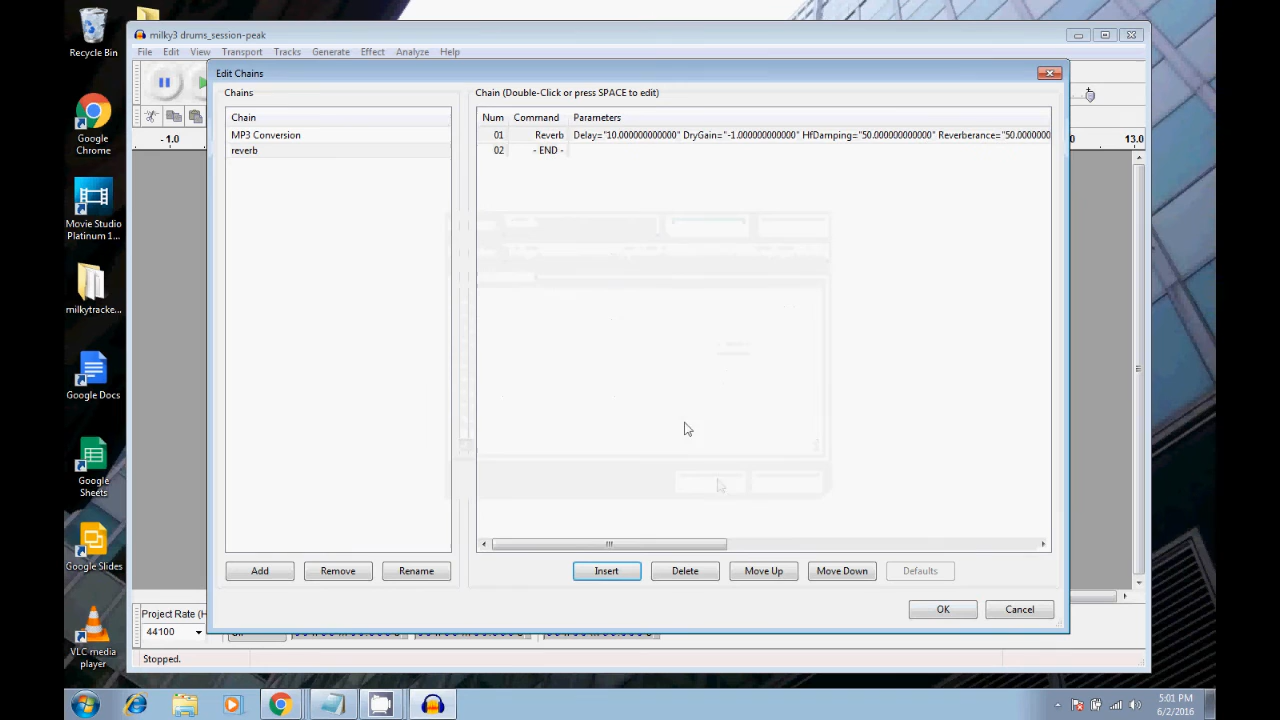 Recycle Bin
Google
Chrome
Movie Studio
Platinum 1...
milkytracke...
Google Docs
Google
Sheets
Google Slides
VLC media
player
milky3 drums_session-peak
File Edit View Transport Tracks Generate Effect Analyze Help
- 1.0
13.0
Edit Chains
Chains
Chain
MP3 Conversion
reverb
Add Remove Rename
Chain (Double-Click or press SPACE to edit)
Num Command Parameters
01 Reverb Delay="10.000000000000" DryGain="-1.000000000000" HfDamping="50.000000000000" Reverberance="50.0000000
02 - END -
Insert Delete Move Up Move Down Defaults
OK Cancel
Project Rate (H
44100
Stopped.
5:01 PM
6/2/2016